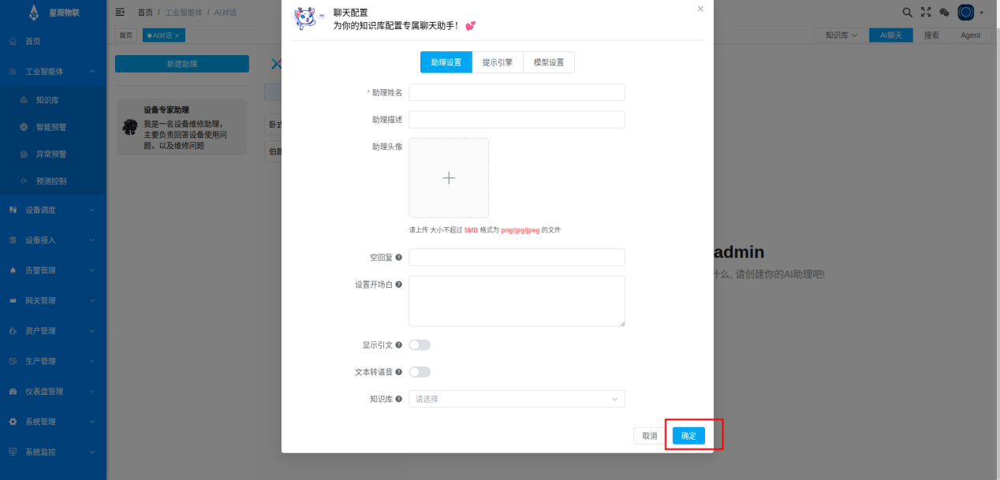 星观物联
首页 / 工业智能体 / AI对话
首页
AI对话 ×
知识库
AI聊天
搜索
Agent
首页
工业智能体
知识库
智能预警
异常预警
预测控制
设备调度
设备接入
告警管理
网关管理
资产管理
生产管理
仪表盘管理
系统管理
系统监控
新建助理
设备专家助理
我是一名设备维修助理，
主要负责回答设备使用问
题，以及维修问题
卧式
伯朗
聊天配置
为你的知识库配置专属聊天助手！
助理设置
提示引擎
模型设置
* 助理姓名
助理描述
助理头像
请上传 大小不超过 5MB 格式为 png/jpg/jpeg 的文件
空回复
设置开场白
显示引文
文本转语音
知识库
请选择
取消
确定
admin
什么, 请创建你的AI助理吧!